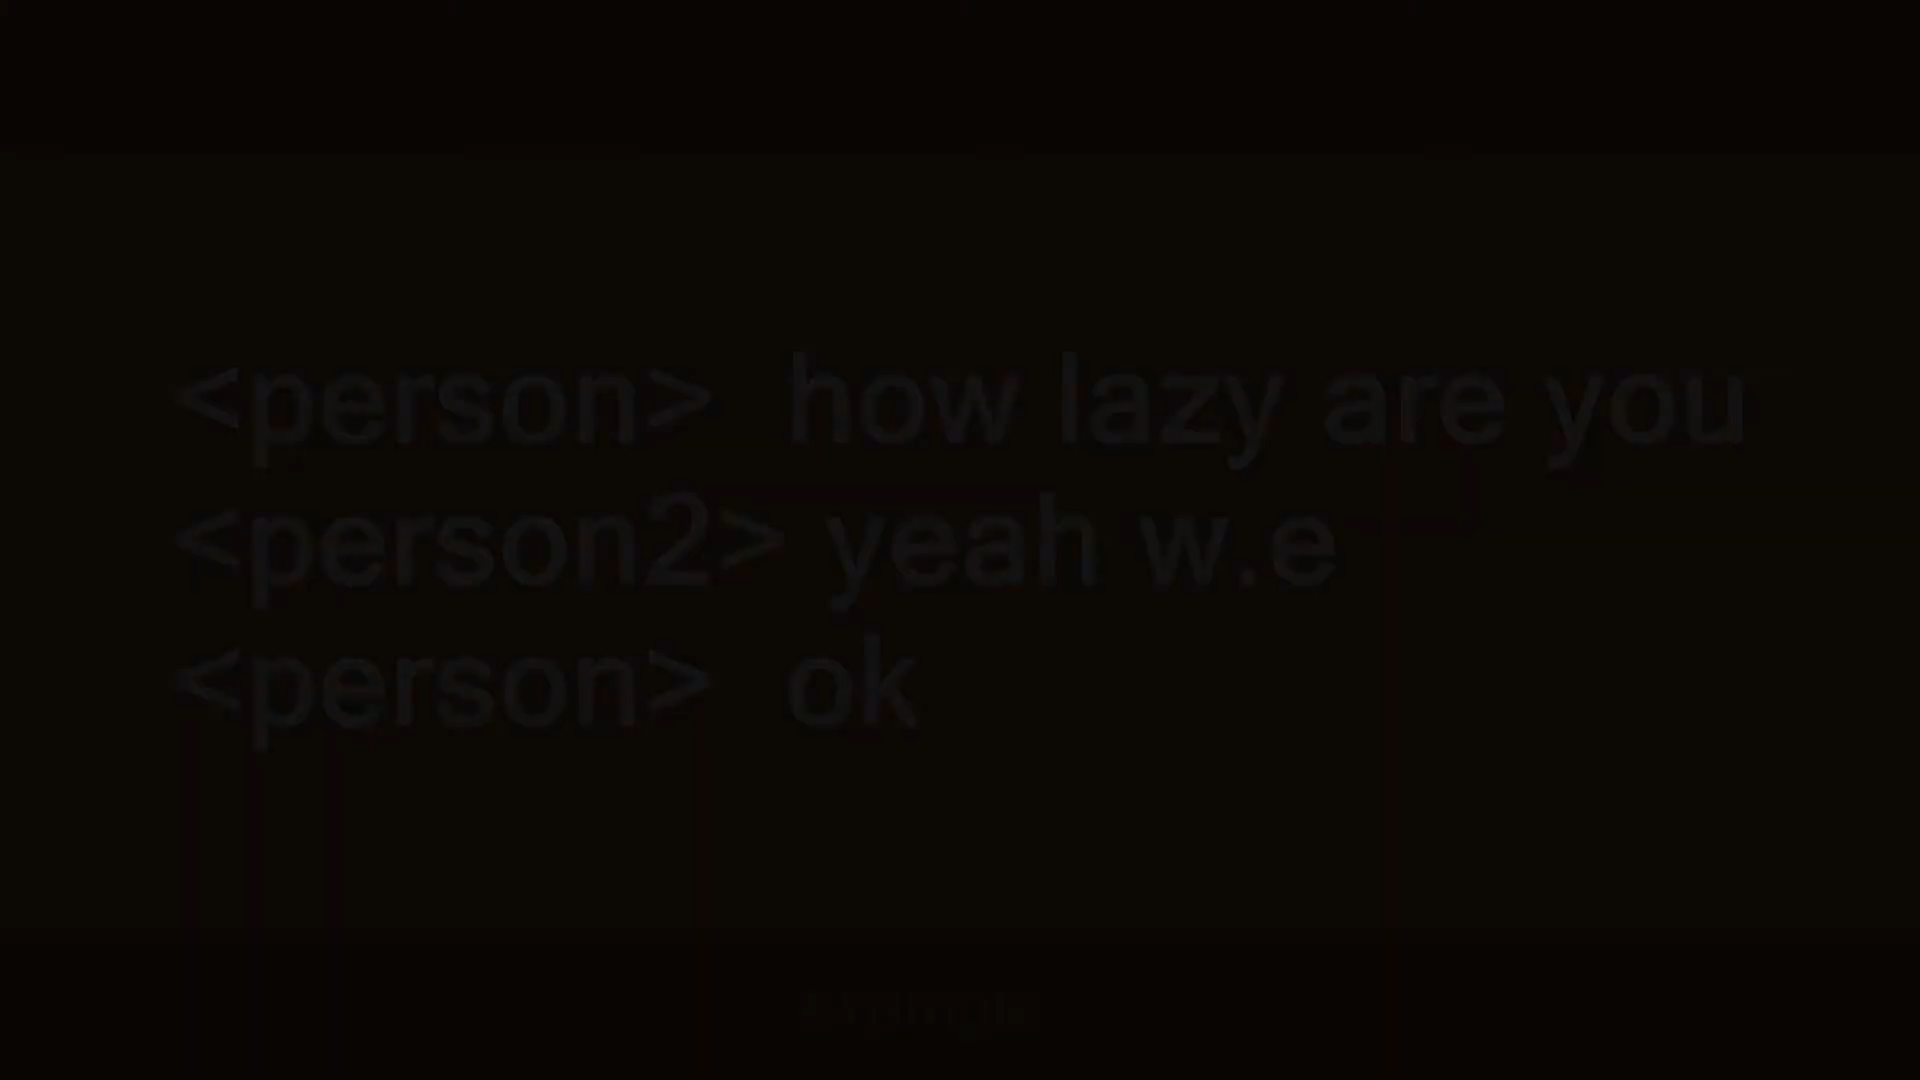 <person>  how lazy are you
<person2> yeah w.e
<person>  ok